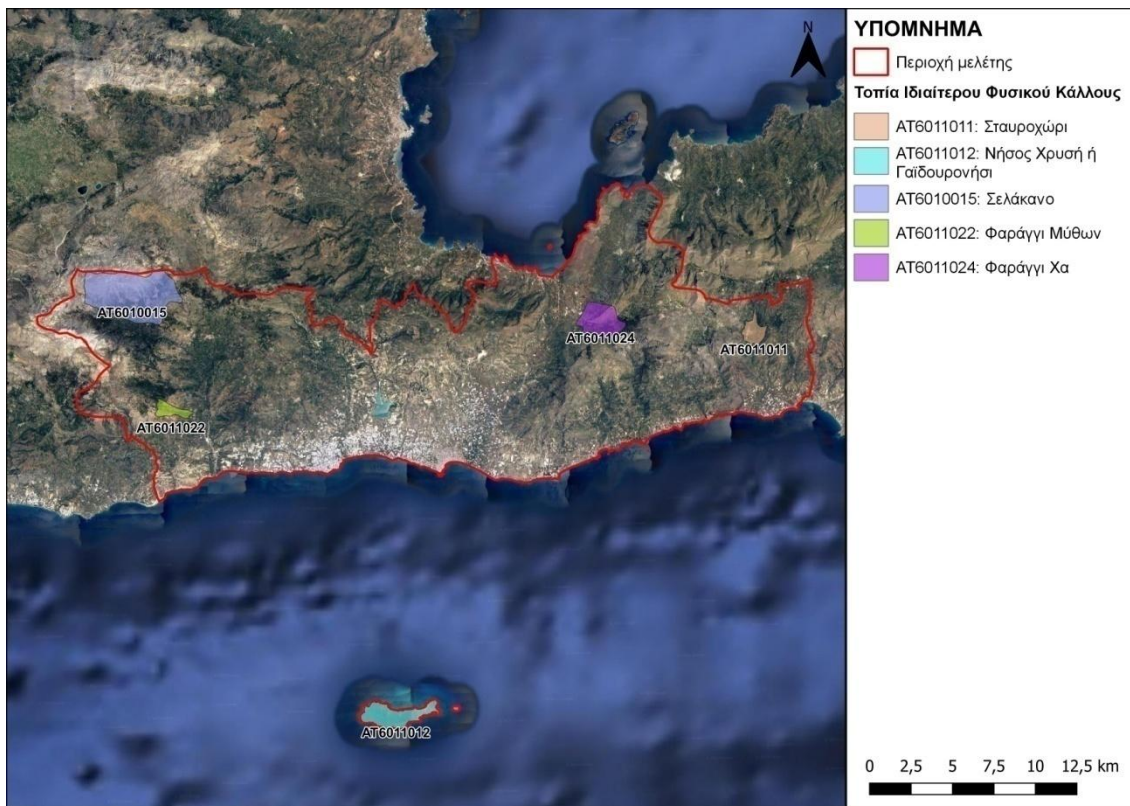 ΥΠΟΜΝΗΜΑ
Περιοχή μελέτης
Τοπία Ιδιαίτερου Φυσικού Κάλλους
AT6011011: Σταυροχώρι
AT6011012: Νήσος Χρυσή ή
Γαϊδουρονήσι
AT6010015: Σελάκανο
AT6011022: Φαράγγι Μύθων
AT6011024: Φαράγγι Χα
N
AT6010015
AT6011024
AT6011011
AT6011022
AT6011012
0 2,5 5 7,5 10 12,5 km